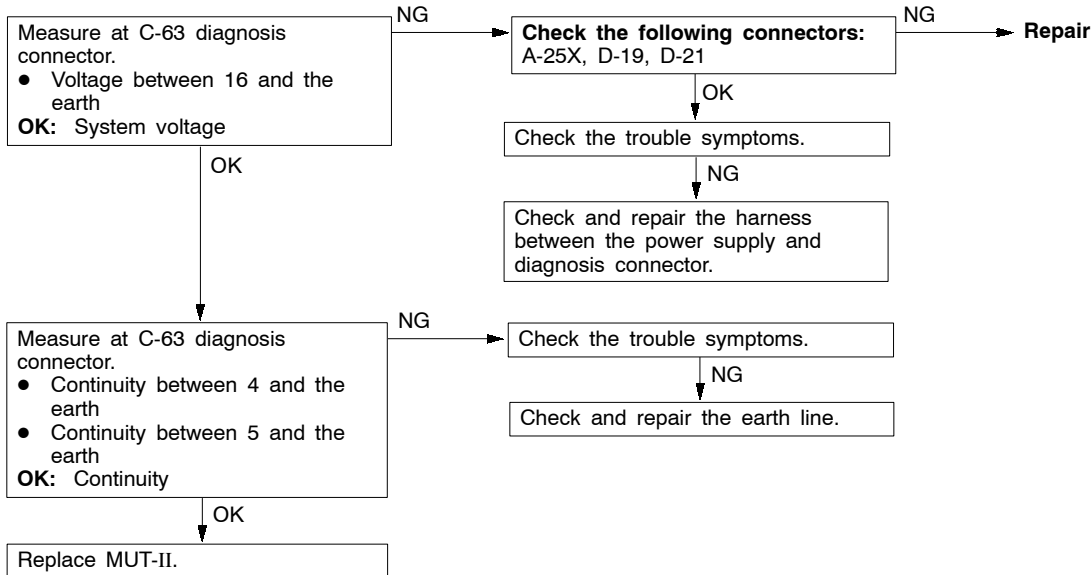 Measure at C-63 diagnosis
connector.
● Voltage between 16 and the
earth
OK: System voltage
NG
Check the following connectors:
A-25X, D-19, D-21
NG
Repair
OK
Check the trouble symptoms.
NG
Check and repair the harness
between the power supply and
diagnosis connector.
OK
Measure at C-63 diagnosis
connector.
● Continuity between 4 and the
earth
● Continuity between 5 and the
earth
OK: Continuity
NG
Check the trouble symptoms.
NG
Check and repair the earth line.
OK
Replace MUT-II.